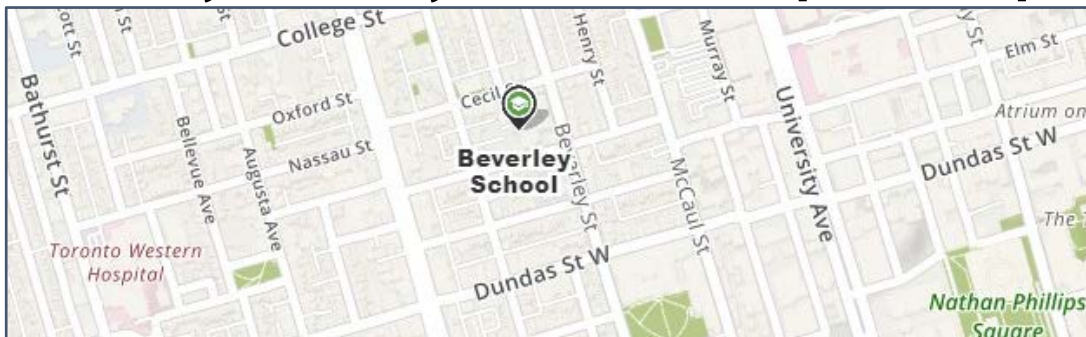 College St
Elm St
Henry St
Murray St
Bathurst St
Oxford St
Cecil
Atrium on
University Ave
Bellevue Ave
Augusta Ave
Nassau St
Beverley
School
Beverley St
McCaul St
Dundas St W
Toronto Western
Hospital
Dundas St W
The
Nathan Phillips
Square